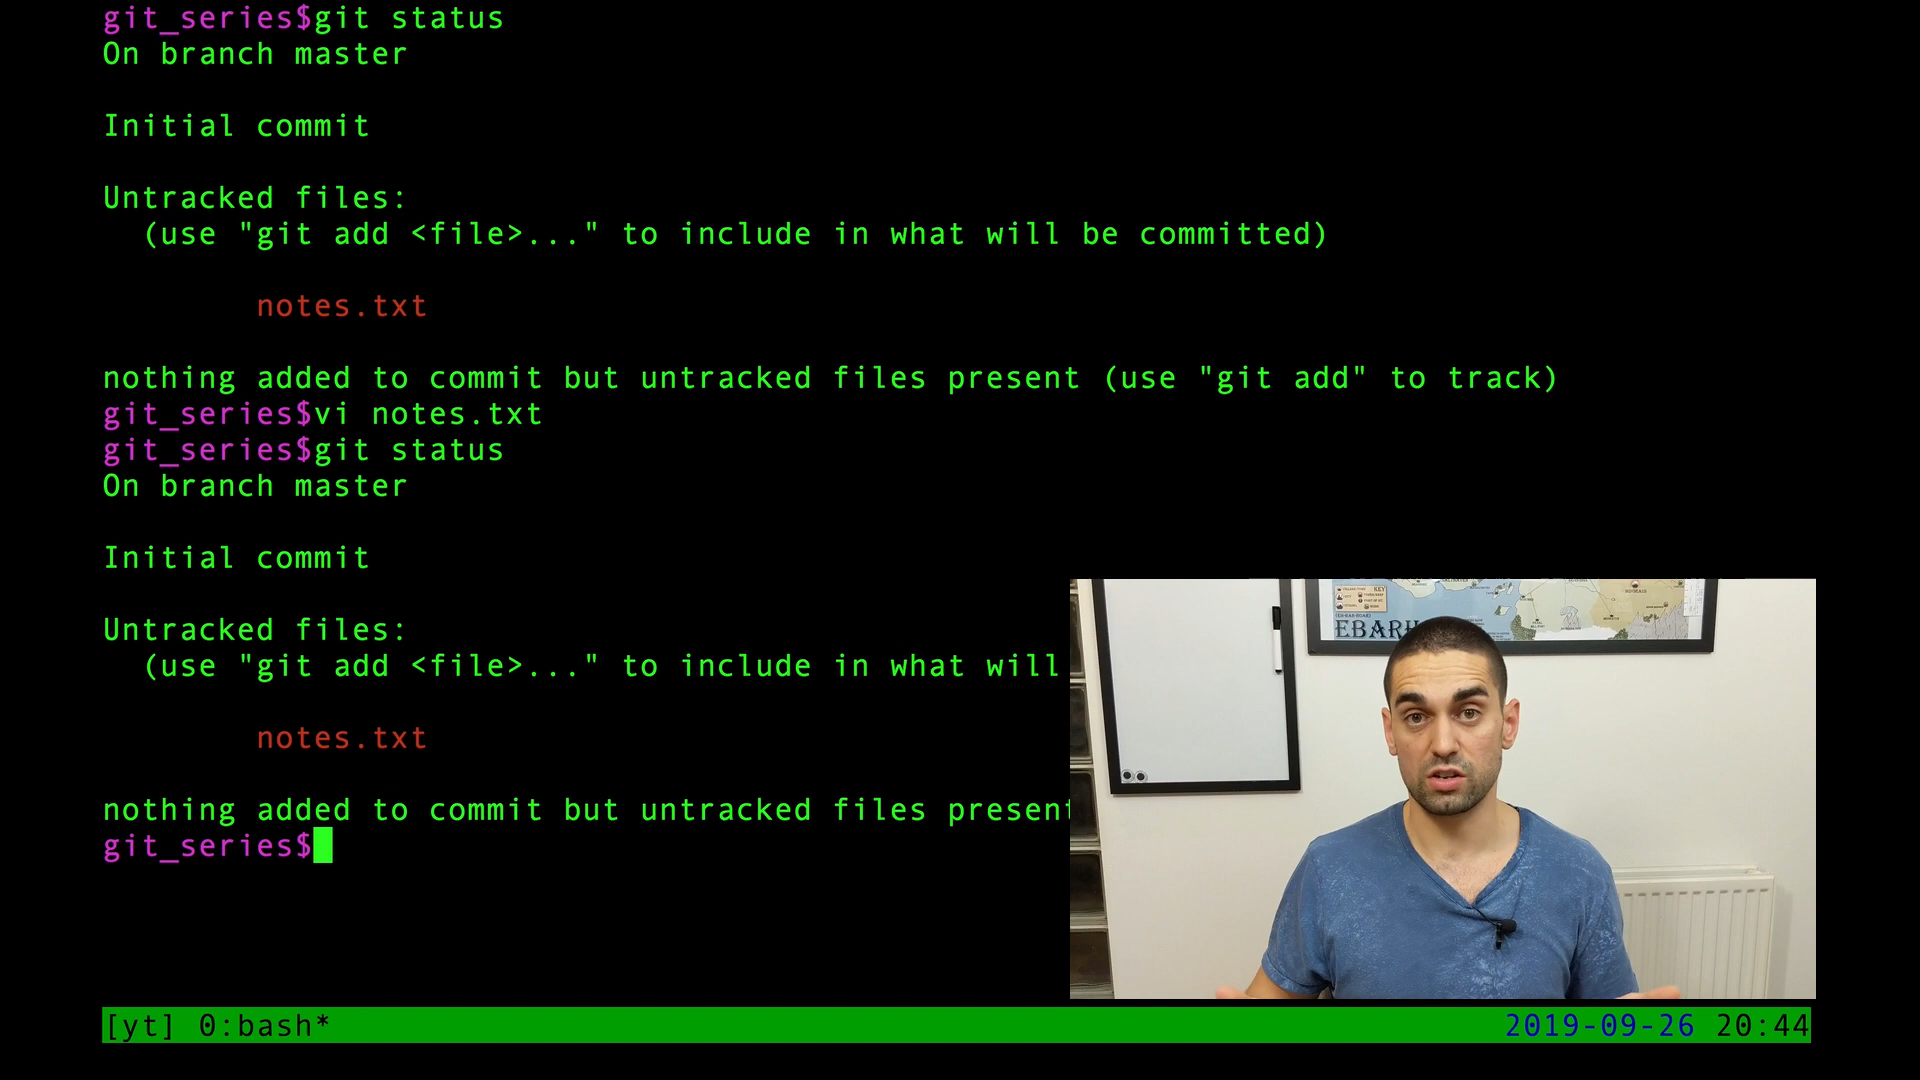 git_series$git status
On branch master
Initial commit
Untracked files:
(use "git add <file>..." to include in what will be committed)
notes.txt
nothing added to commit but untracked files present (use "git add" to track)
git_series$vi notes.txt
git_series$git status
On branch master
Initial commit
Untracked files:
(use "git add <file>..." to include in what will
notes.txt
nothing added to commit but untracked files present
git_series$
KEY
EBARH
[yt] 0:bash* 2019-09-26 20:44